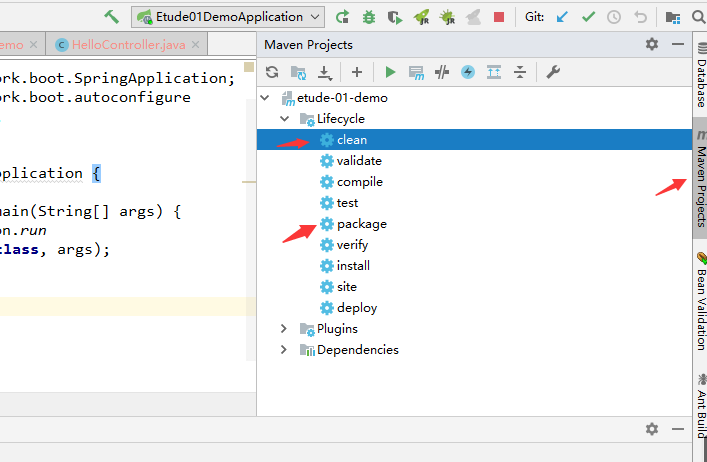 Etude01DemoApplication
Git:
emo
HelloController.java
Maven Projects
ork.boot.SpringApplication;
ork.boot.autoconfigure
plication {
ain(String[] args) {
on.run
class, args);
etude-01-demo
Lifecycle
clean
validate
compile
test
package
verify
install
site
deploy
Plugins
Dependencies
Database
Maven Projects
Bean Validation
Ant Build